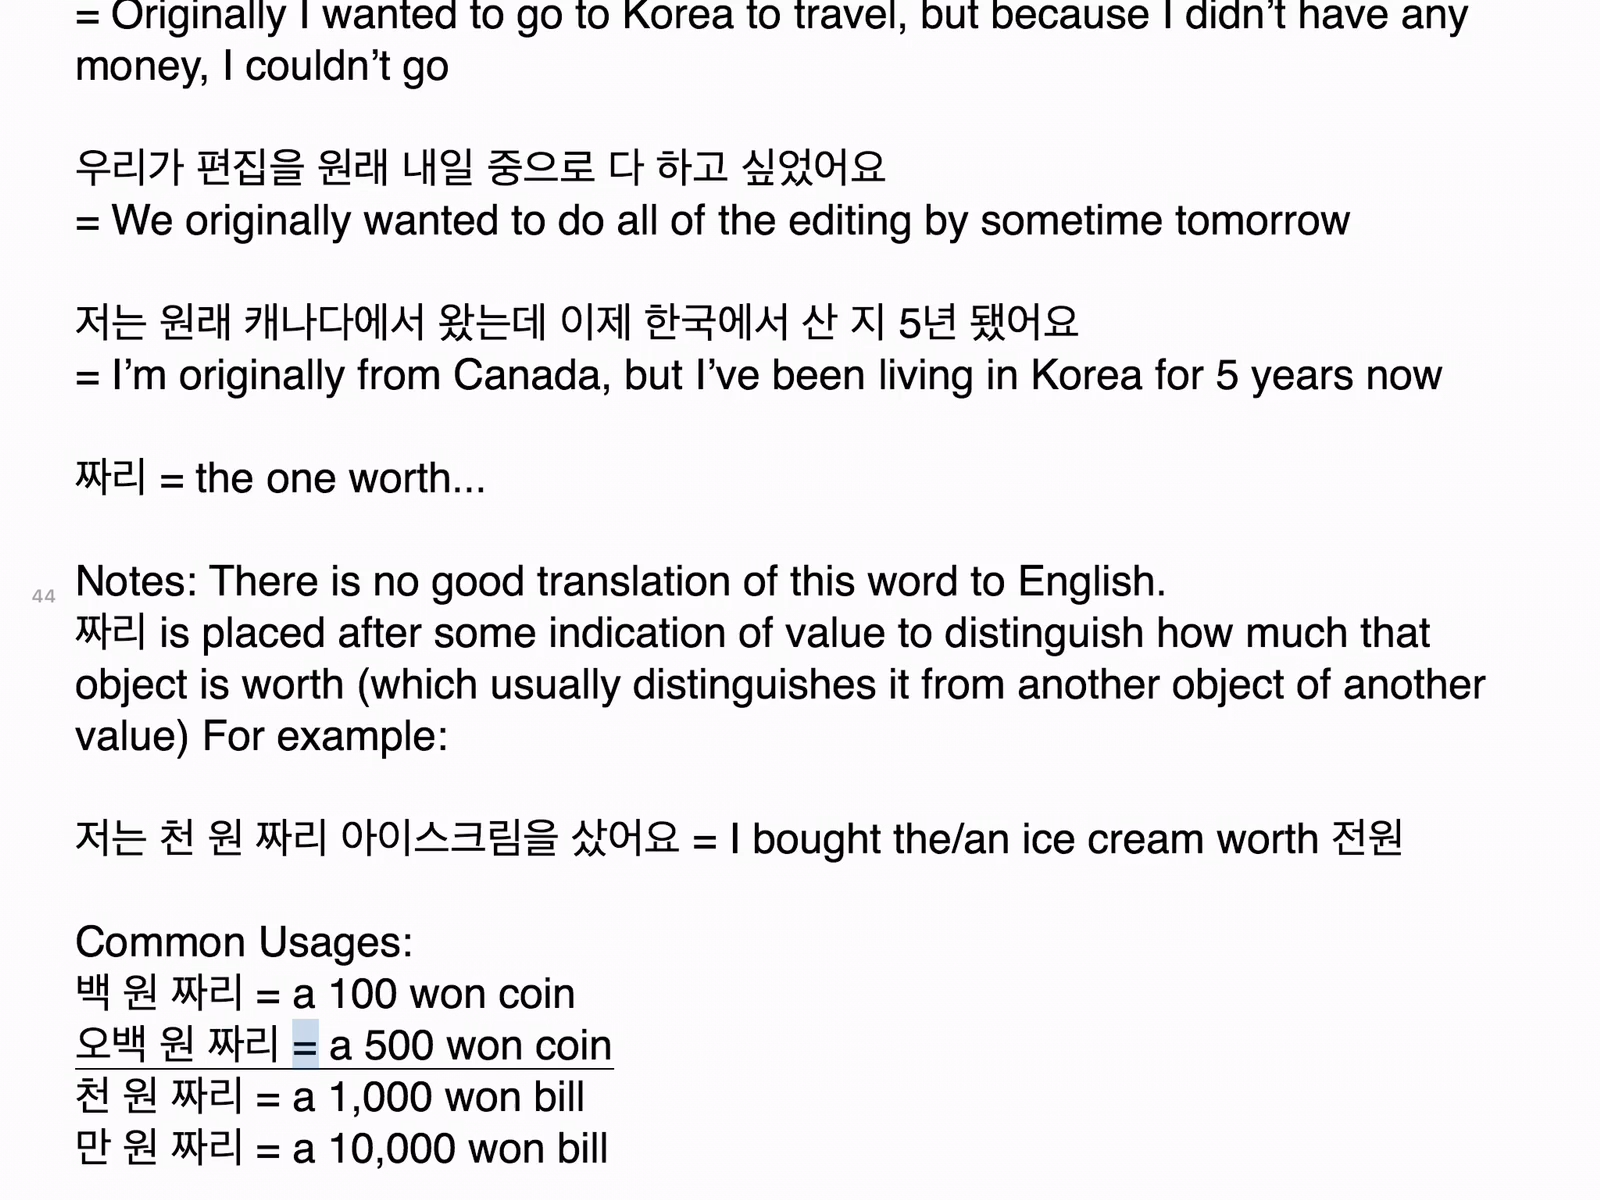 = Originally I wanted to go to Korea to travel, but because I didn’t have any
money, I couldn’t go
우리가 편집을 원래 내일 중으로 다 하고 싶었어요
= We originally wanted to do all of the editing by sometime tomorrow
저는 원래 캐나다에서 왔는데 이제 한국에서 산 지 5년 됐어요
= I’m originally from Canada, but I’ve been living in Korea for 5 years now
짜리 = the one worth...
Notes: There is no good translation of this word to English.
44
짜리 is placed after some indication of value to distinguish how much that
object is worth (which usually distinguishes it from another object of another
value) For example:
저는 천 원 짜리 아이스크림을 샀어요 = I bought the/an ice cream worth 전원
Common Usages:
백 원 짜리 = a 100 won coin
오백 원 짜리 = a 500 won coin
천 원 짜리 = a 1,000 won bill
만 원 짜리 = a 10,000 won bill